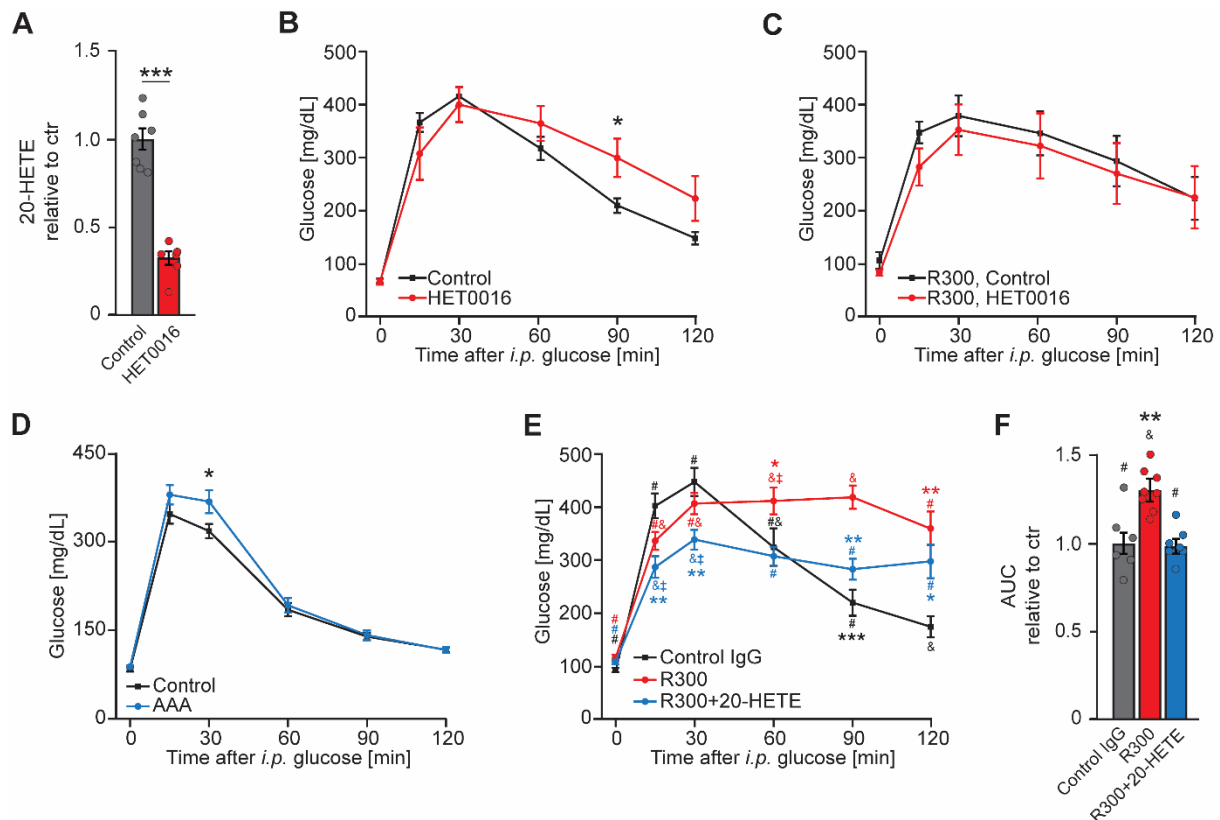 A
20-HETE
relative to ctr
1.5
1.0
0.5
0
***
Control
HET0016
B
Glucose [mg/dL]
500
400
300
200
100
0
*
Control
HET0016
0 30 60 90 120
Time after i.p. glucose [min]
C
Glucose [mg/dL]
500
400
300
200
100
0
R300, Control
R300, HET0016
0 30 60 90 120
Time after i.p. glucose [min]
D
Glucose [mg/dL]
450
300
150
0
*
Control
AAA
0 30 60 90 120
Time after i.p. glucose [min]
E
Glucose [mg/dL]
500
400
300
200
100
0
#
#
#
#
#&
&‡
**
#
#&
&‡
**
*
&‡
#&
#
&
**
#
#
***
**
#
#
*
&
Control IgG
R300
R300+20-HETE
0 30 60 90 120
Time after i.p. glucose [min]
F
AUC
relative to ctr
1.5
1.0
0.5
0
#
**
&
#
Control IgG
R300
R300+20-HETE